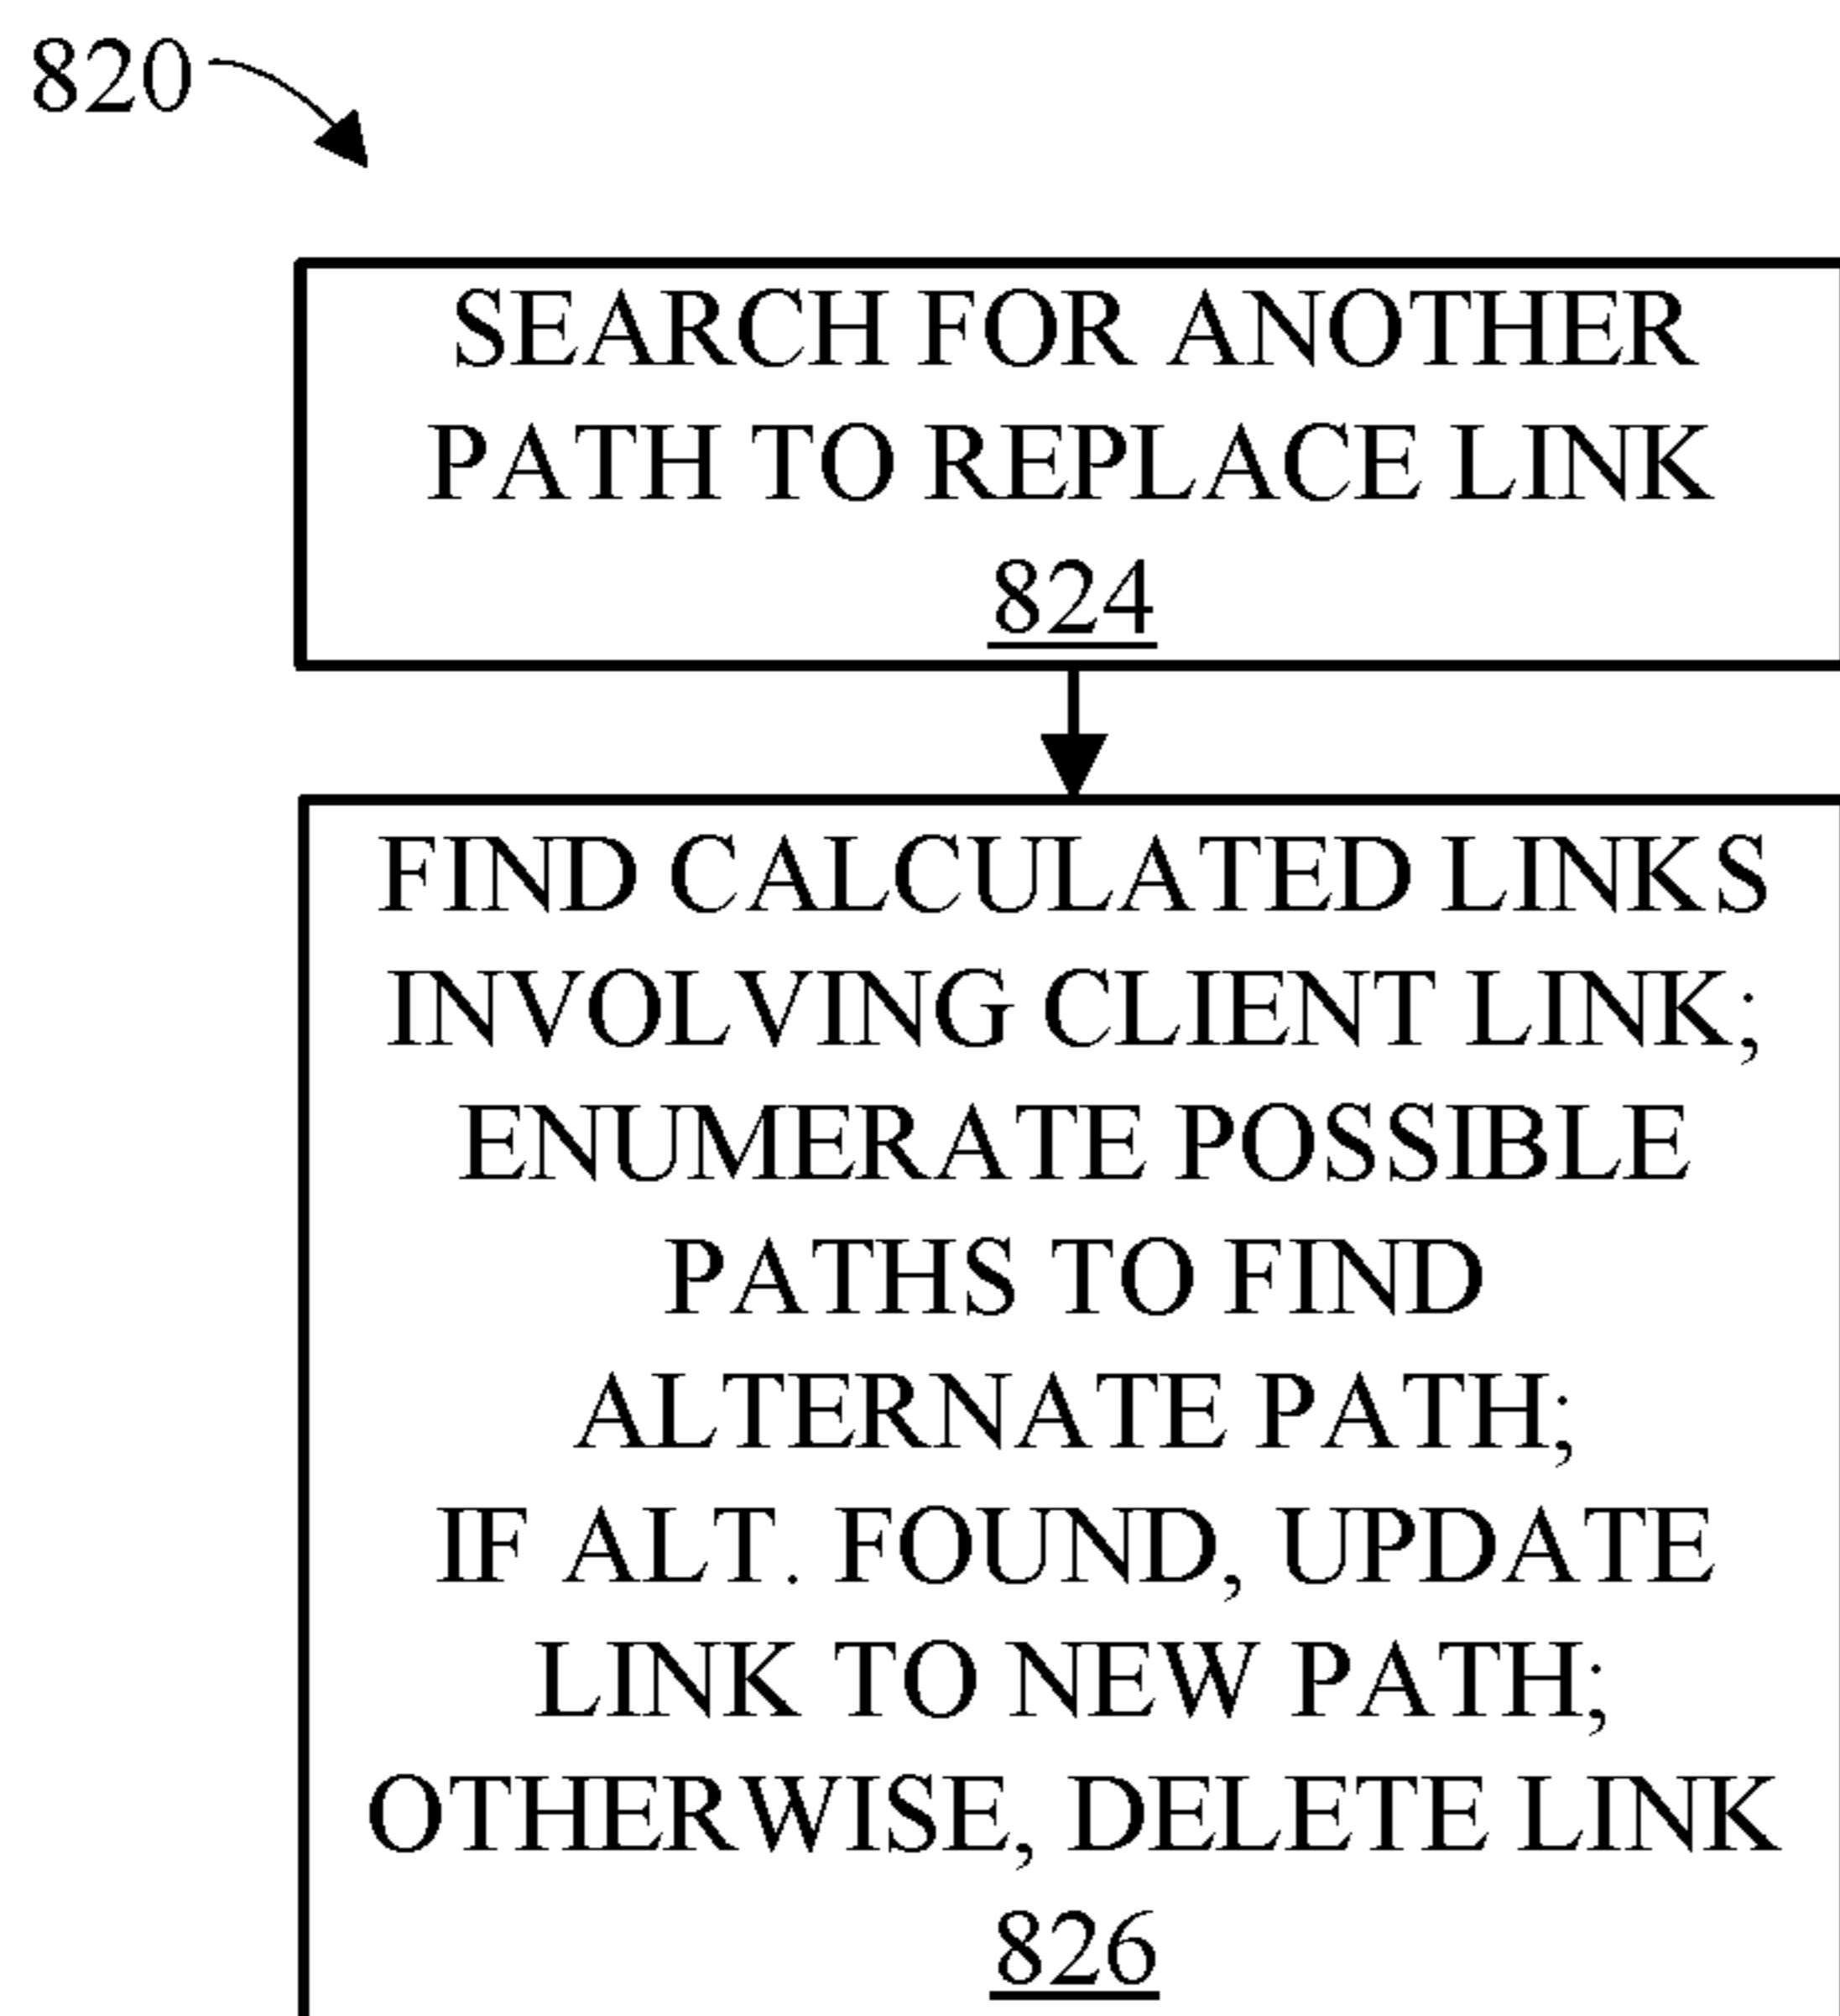 820
SEARCH FOR ANOTHER
PATH TO REPLACE LINK
824
FIND CALCULATED LINKS
INVOLVING CLIENT LINK;
ENUMERATE POSSIBLE
PATHS TO FIND
ALTERNATE PATH;
IF ALT. FOUND, UPDATE
LINK TO NEW PATH;
OTHERWISE, DELETE LINK
826